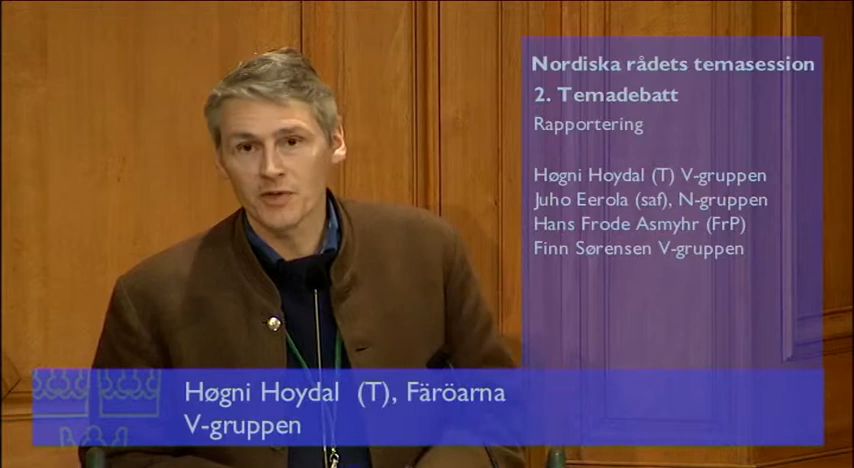 Nordiska rådets temasession
2. Temadebatt
Rapportering
Høgni Hoydal (T) V-gruppen
Juho Eerola (saf), N-gruppen
Hans Frode Asmyhr (FrP)
Finn Sørensen V-gruppen
Høgni Hoydal (T), Färöarna
V-gruppen